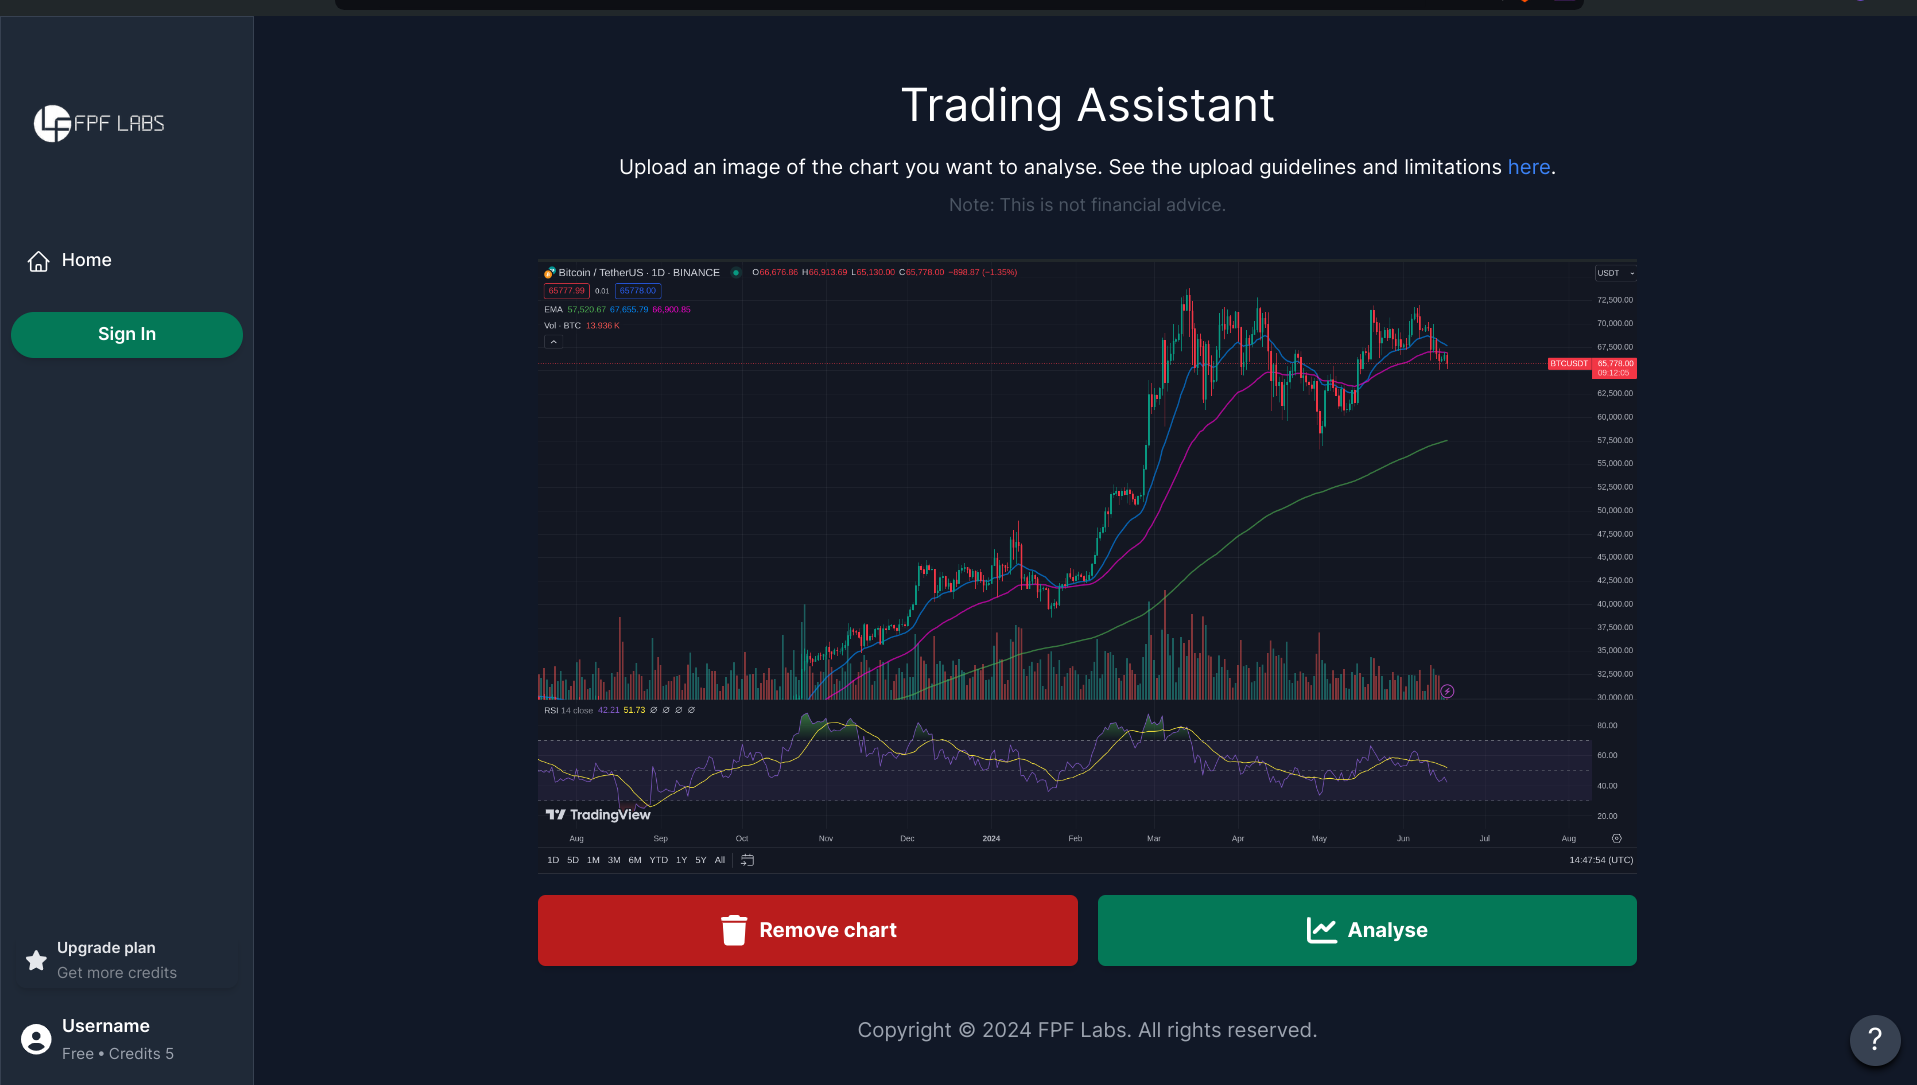 FPF LABS
Home
Sign In
Upgrade plan
Get more credits
Username
Free • Credits 5
Trading Assistant
Upload an image of the chart you want to analyse. See the upload guidelines and limitations here.
Note: This is not financial advice.
Bitcoin / TetherUS · 1D · BINANCE O66,676.86 H66,913.69 L65,130.00 C65,778.00 −898.87 (−1.35%)
USDT
65777.99 0.01 65778.00
EMA 57,520.67 67,655.79 66,900.85
Vol · BTC 13.936 K
72,500.00
70,000.00
67,500.00
BTCUSDT 65,778.00
09:12:05
62,500.00
60,000.00
57,500.00
55,000.00
52,500.00
50,000.00
47,500.00
45,000.00
42,500.00
40,000.00
37,500.00
35,000.00
32,500.00
30,000.00
RSI 14 close 42.21 51.73 Ø Ø Ø Ø
80.00
60.00
40.00
20.00
TradingView
Aug Sep Oct Nov Dec 2024 Feb Mar Apr May Jun Jul Aug
1D 5D 1M 3M 6M YTD 1Y 5Y All
14:47:54 (UTC)
Remove chart
Analyse
Copyright © 2024 FPF Labs. All rights reserved.
?